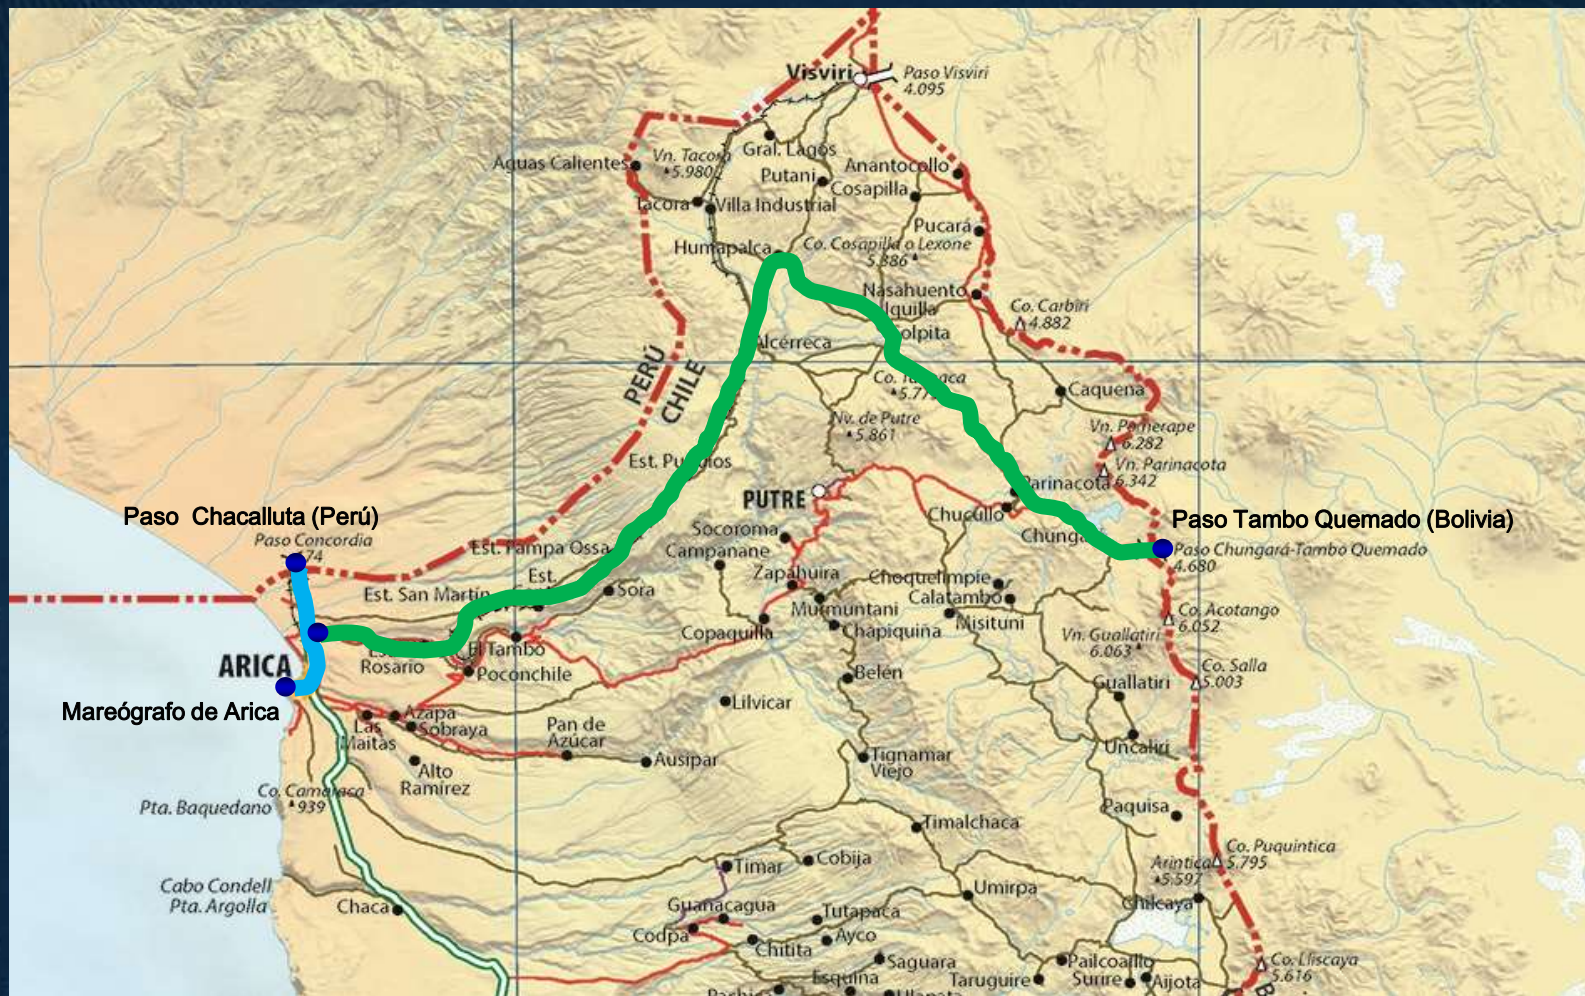 Visviri
Paso Visviri
4.095
Gral. Lagos
Aguas Calientes
Vn. Tacora
5.980
Putani
Anantocollo
Cosapilla
Tacora
Villa Industrial
Pucará
Humapalca
Co. Cosapilla o Lexone
5.386
Nasahuento
Uquilla
Colpita
Co. Carbiri
4.882
Alcérreca
PERÚ
CHILE
Co.
Caquena
Nv. de Putre
5.861
Vn. Pomerape
6.282
Est.
Vn. Parinacota
6.342
PUTRE
Parinacota
Chucullo
Paso Chacalluta (Perú)
Paso Concordia
Paso Tambo Quemado (Bolivia)
Socoroma
Est. Pampa Ossa
Campanane
Paso Chungará-Tambo Quemado
4.680
Zapahuira
Choquelimpie
Est.
Est. San Martín
Sora
Calatambo
Murmuntani
Misituni
Co. Acotango
6.052
Copaquilla
Chapiquiña
Vn. Guallatiri
6.063
El Tambo
ARICA
Rosario
Poconchile
Belén
Co. Salla
5.003
Guallatiri
Mareógrafo de Arica
Lilvicar
Azapa
Las
Maitas
Sobraya
Pan de
Azúcar
Uncaliri
Ausipar
Tignamar
Viejo
Alto
Ramírez
Co. Camaraca
939
Pta. Baquedano
Paquisa
Timalchaca
Co. Puquintica
5.795
Timar
Cobija
Arintica
5.597
Cabo Condell
Pta. Argolla
Umirpa
Chilcaya
Chaca
Guanacagua
Tutapaca
Codpa
Ayco
Chitita
Saguara
Pailcoaillo
Co. Lliscaya
5.616
Esquiña
Taruguire
Surire
Aijota